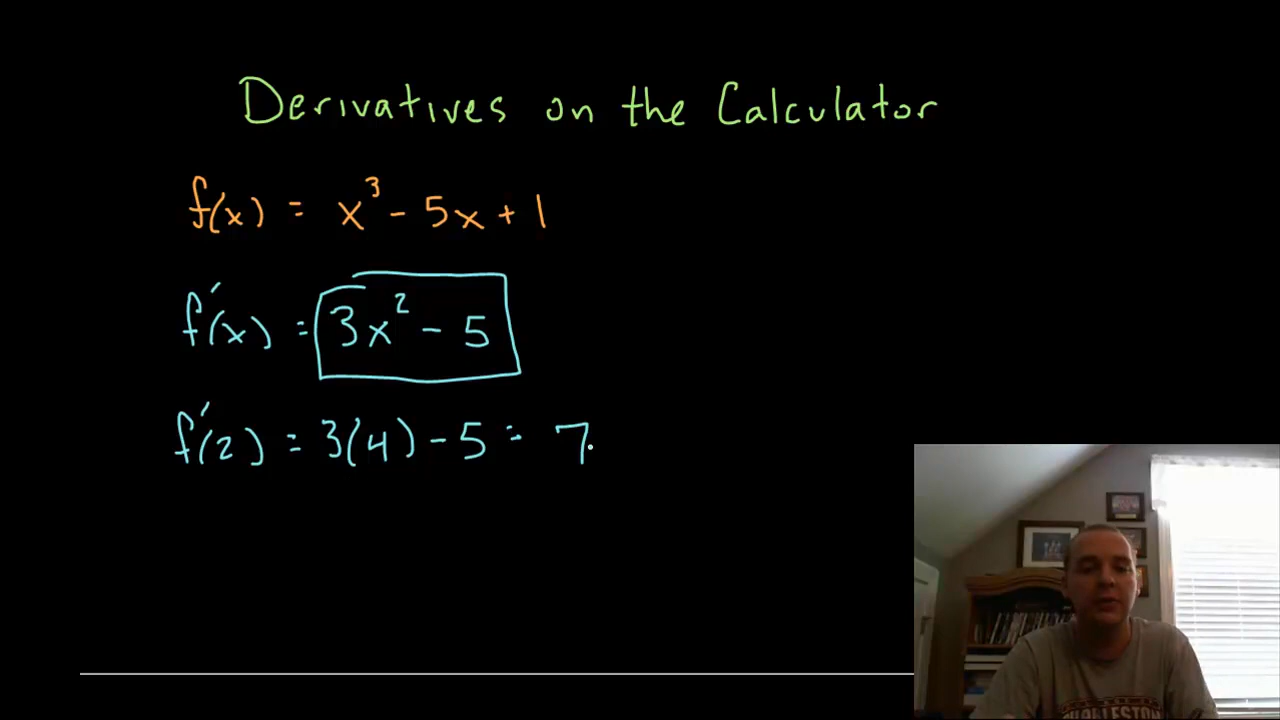 Derivatives on the Calculator
f(x) = x³ - 5x + 1
f'(x) = 3x² - 5
f'(2) = 3(4) - 5 = 7